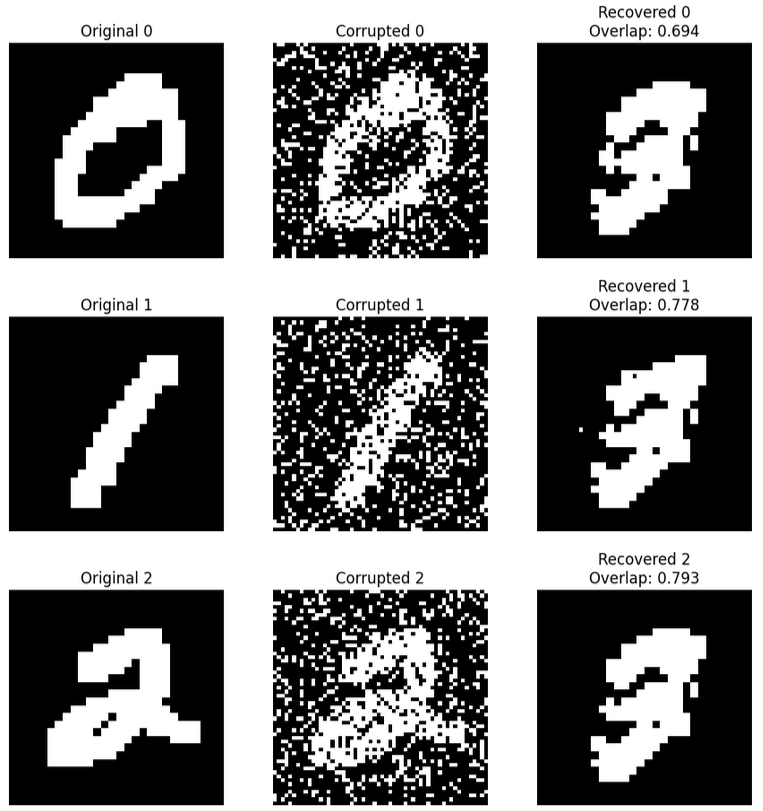 Original 0
Corrupted 0
Recovered 0
Overlap: 0.694
Original 1
Corrupted 1
Recovered 1
Overlap: 0.778
Original 2
Corrupted 2
Recovered 2
Overlap: 0.793